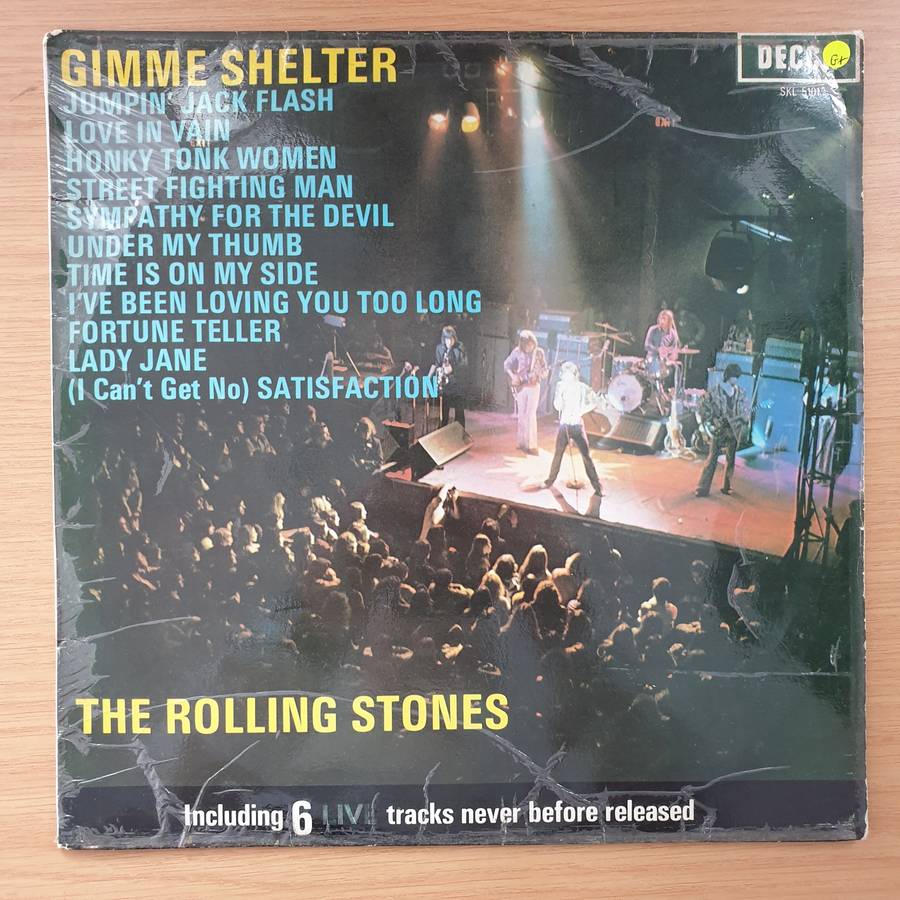 GIMME SHELTER
JUMPIN' JACK FLASH
LOVE IN VAIN
HONKY TONK WOMEN
STREET FIGHTING MAN
SYMPATHY FOR THE DEVIL
UNDER MY THUMB
TIME IS ON MY SIDE
I'VE BEEN LOVING YOU TOO LONG
FORTUNE TELLER
LADY JANE
(I Can't Get No) SATISFACTION
DECCA
G+
SKL
EXIT
THE ROLLING STONES
Including 6 LIVE tracks never before released